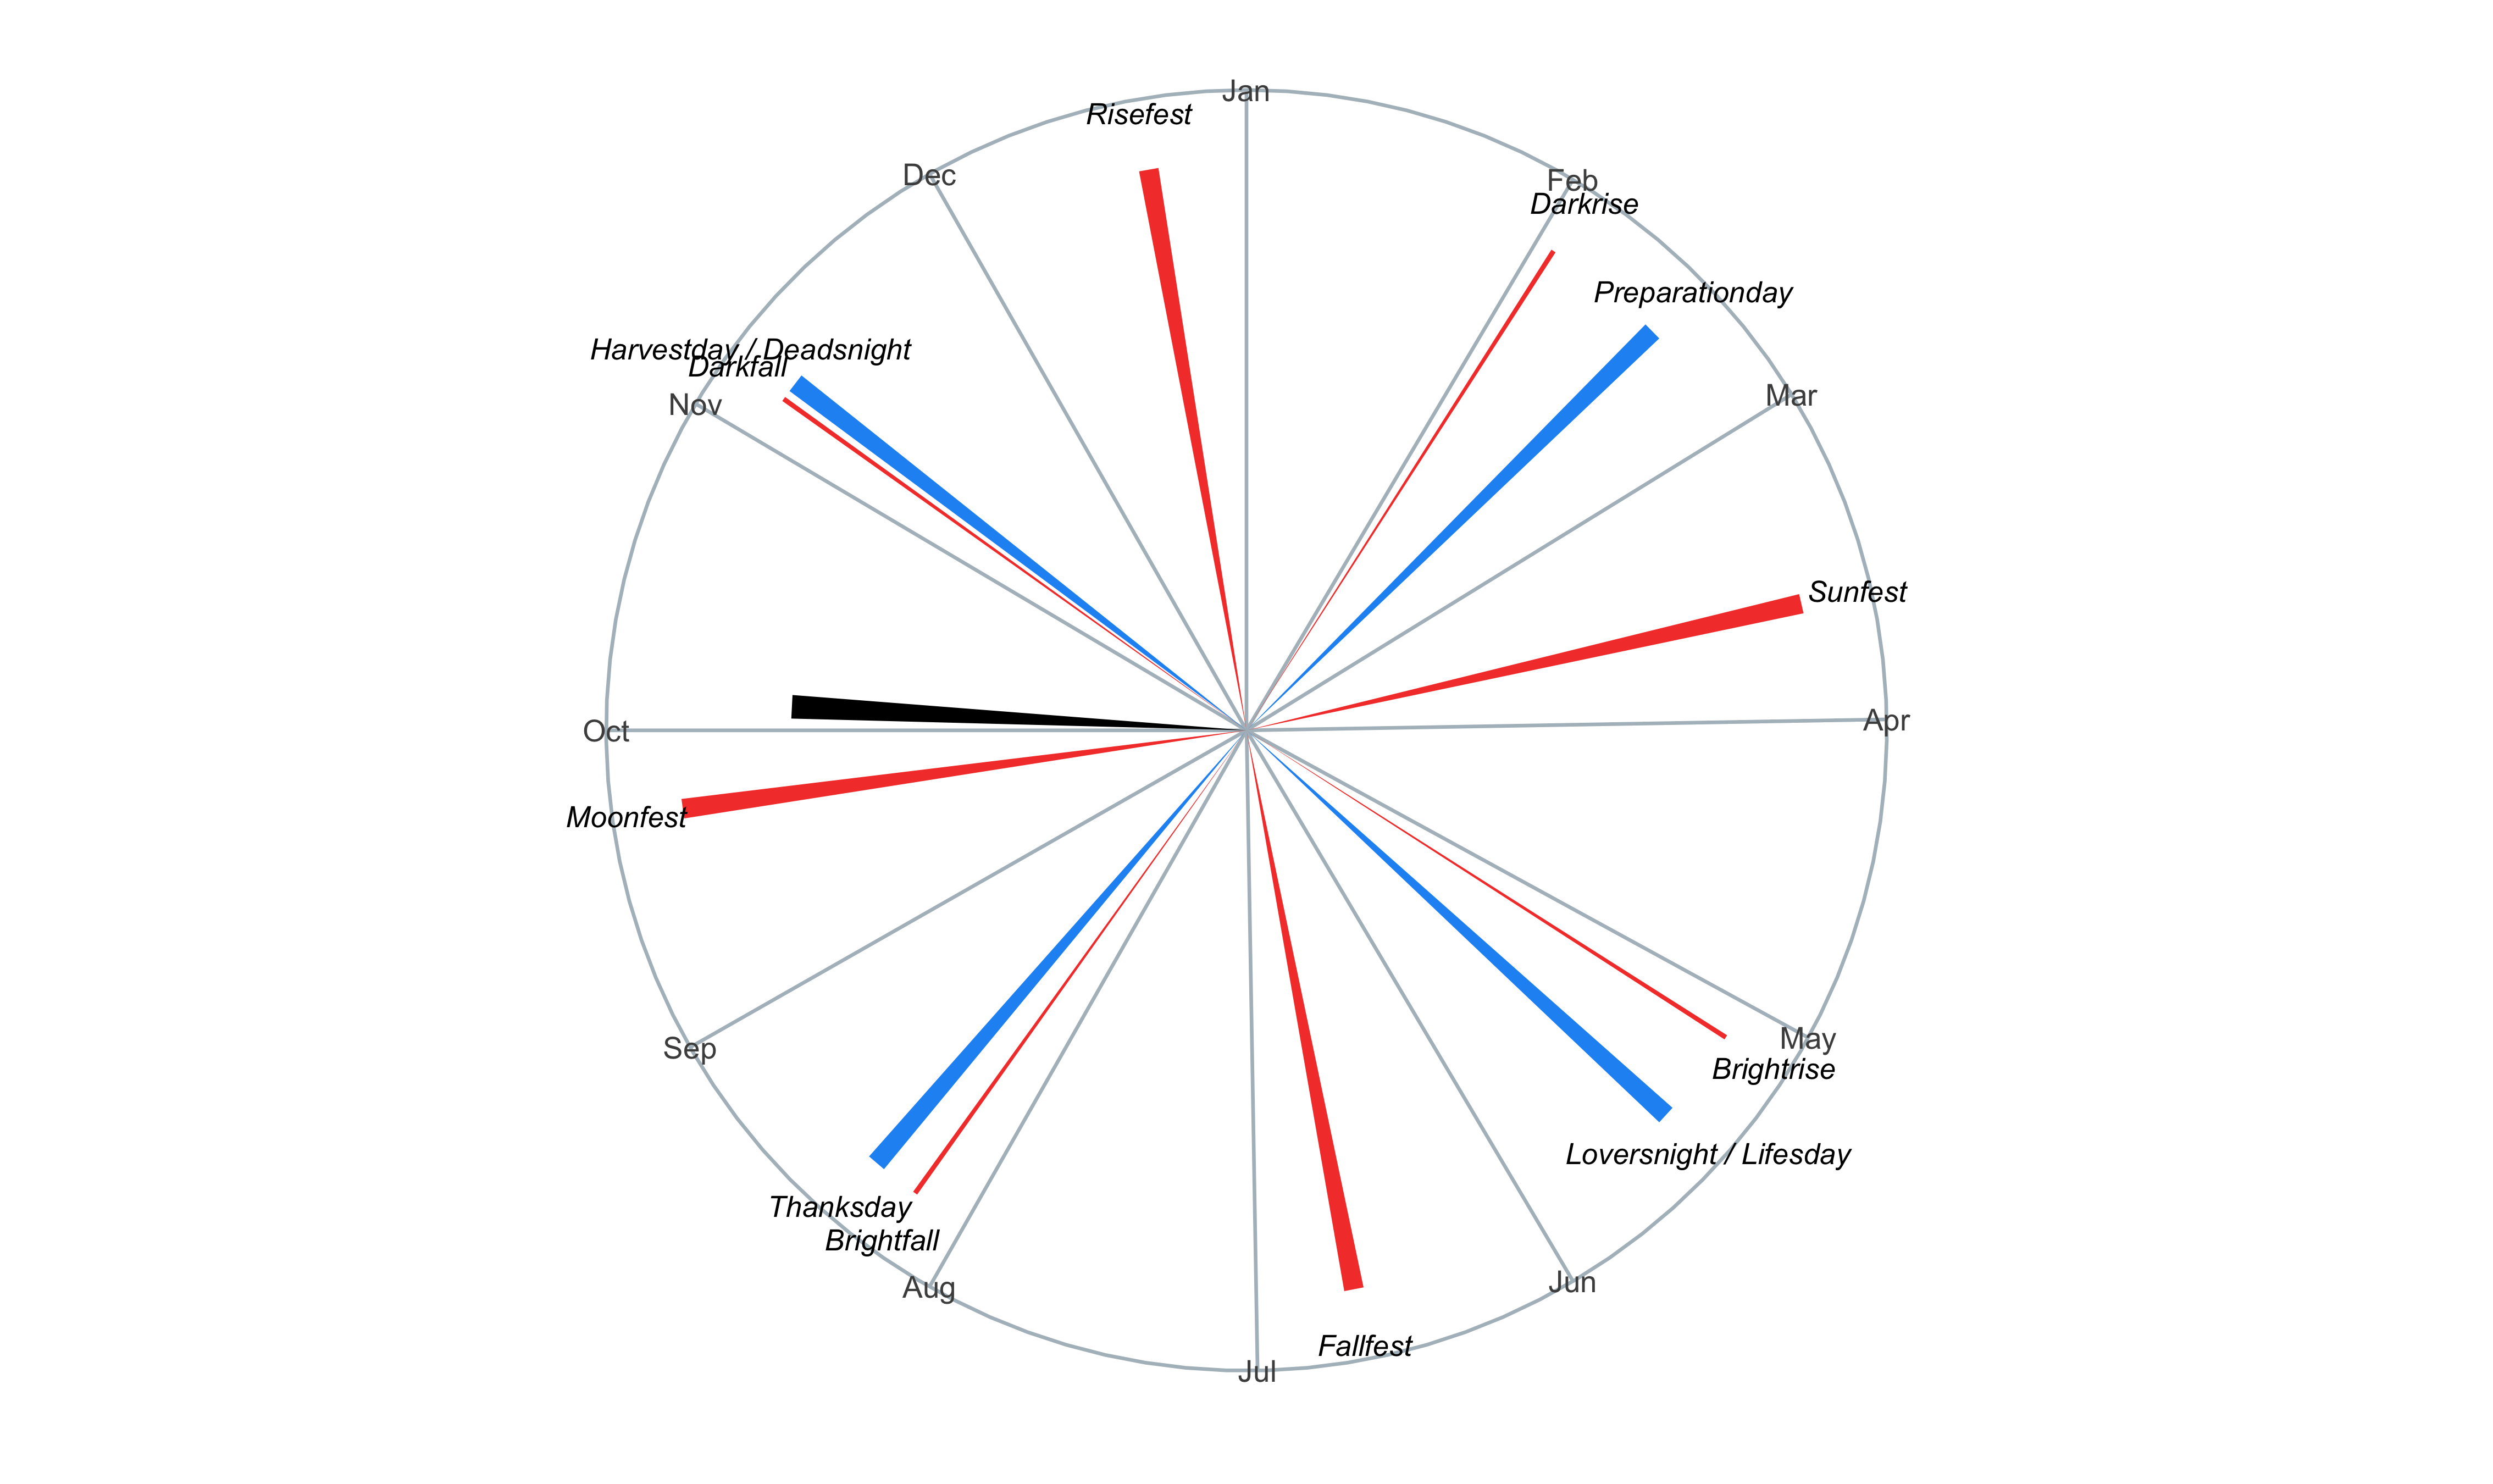 Jan
Risefest
Dec
Feb
Darkrise
Preparationday
Harvestday / Deadsnight
Darkfall
Nov
Mar
Sunfest
Oct
Apr
Moonfest
Sep
May
Brightrise
Loversnight / Lifesday
Thanksday
Brightfall
Aug
Jun
Fallfest
Jul